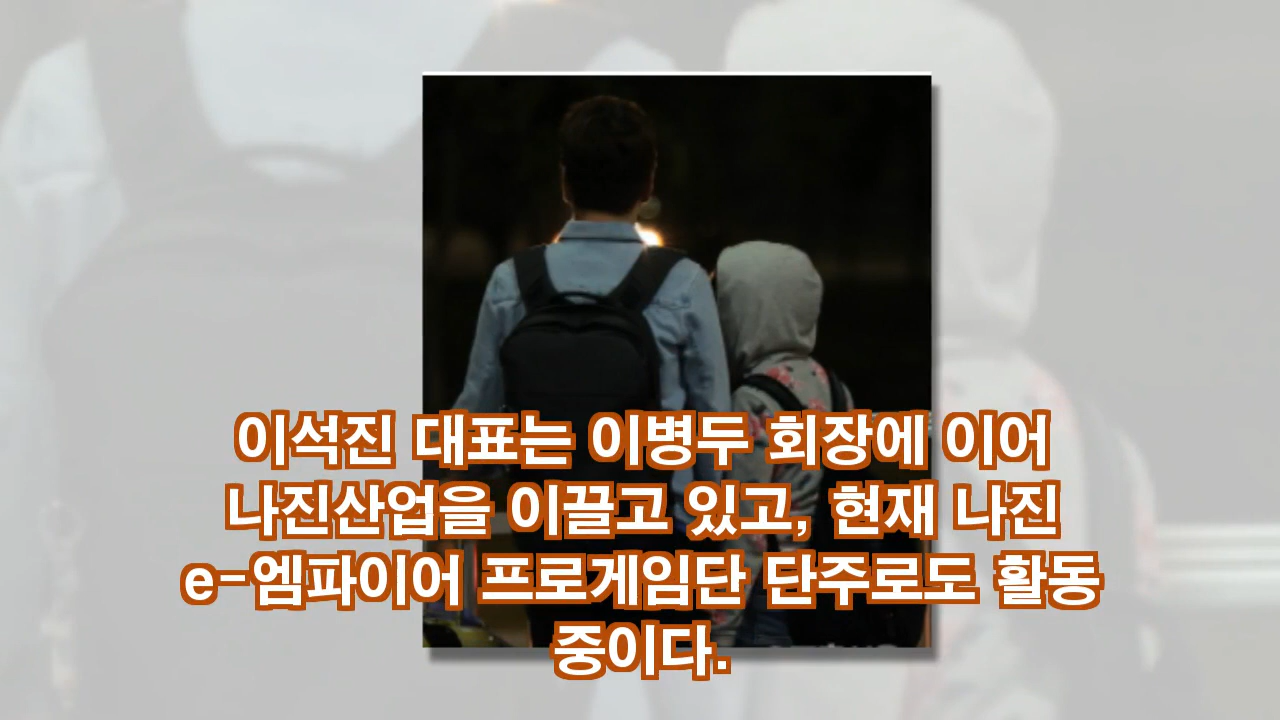 이석진 대표는 이병두 회장에 이어
나진산업을 이끌고 있고, 현재 나진
e-엠파이어 프로게임단 단주로도 활동
중이다.